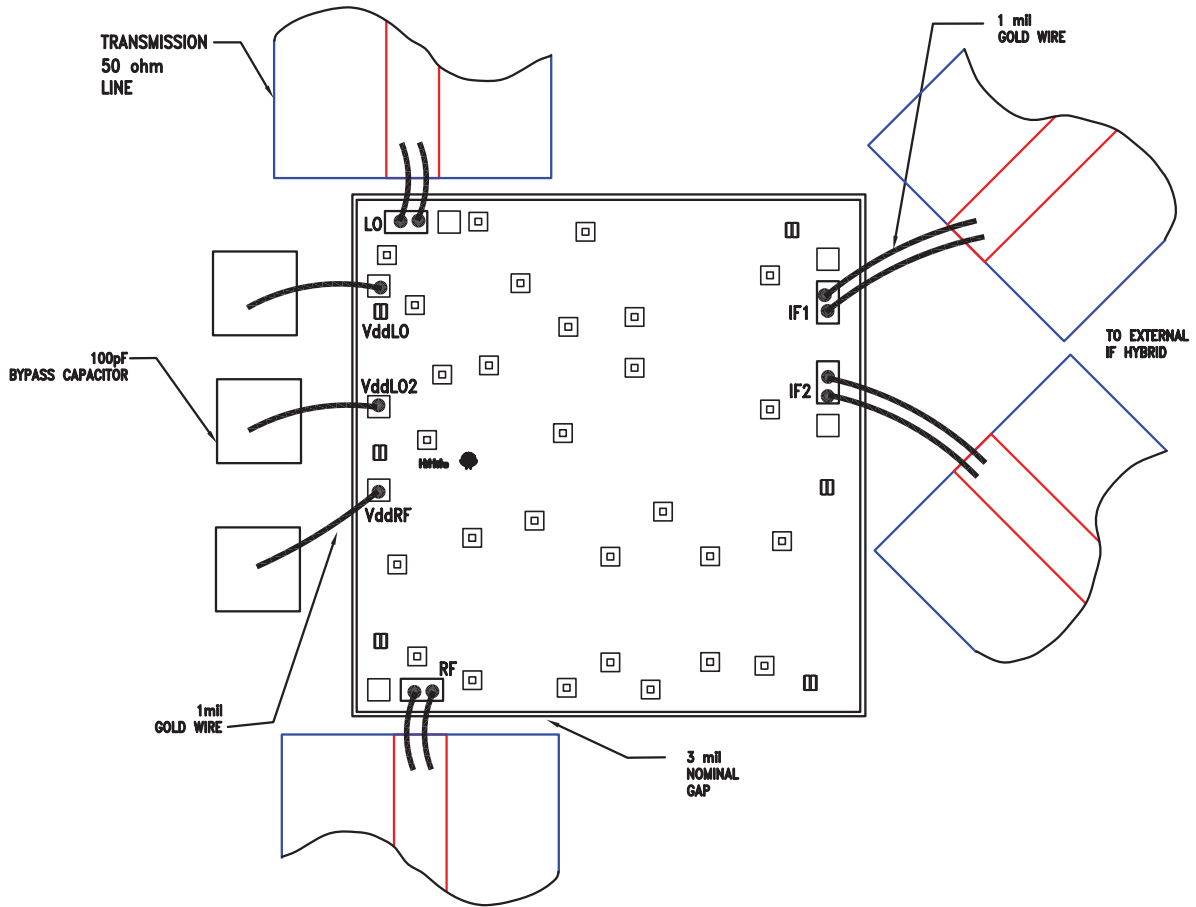 TRANSMISSION
50 ohm
LINE
1 mil
GOLD WIRE
LO
VddLO
IF1
TO EXTERNAL
IF HYBRID
100pF
BYPASS CAPACITOR
VddLO2
IF2
VddRF
RF
1mil
GOLD WIRE
3 mil
NOMINAL
GAP